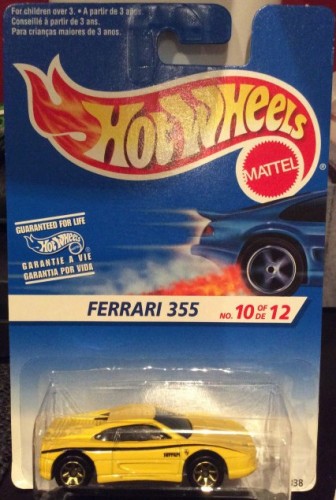 For children over 3. • A partir de 3 años.
Conseillé à partir de 3 ans.
Para crianças maiores de 3 anos.
HOT WHEELS
®
MATTEL
GUARANTEED FOR LIFE
HOT WHEELS
GARANTIE A VIE
GARANTIA POR VIDA
FERRARI 355
NO. 10 OF DE 12
FERRARI